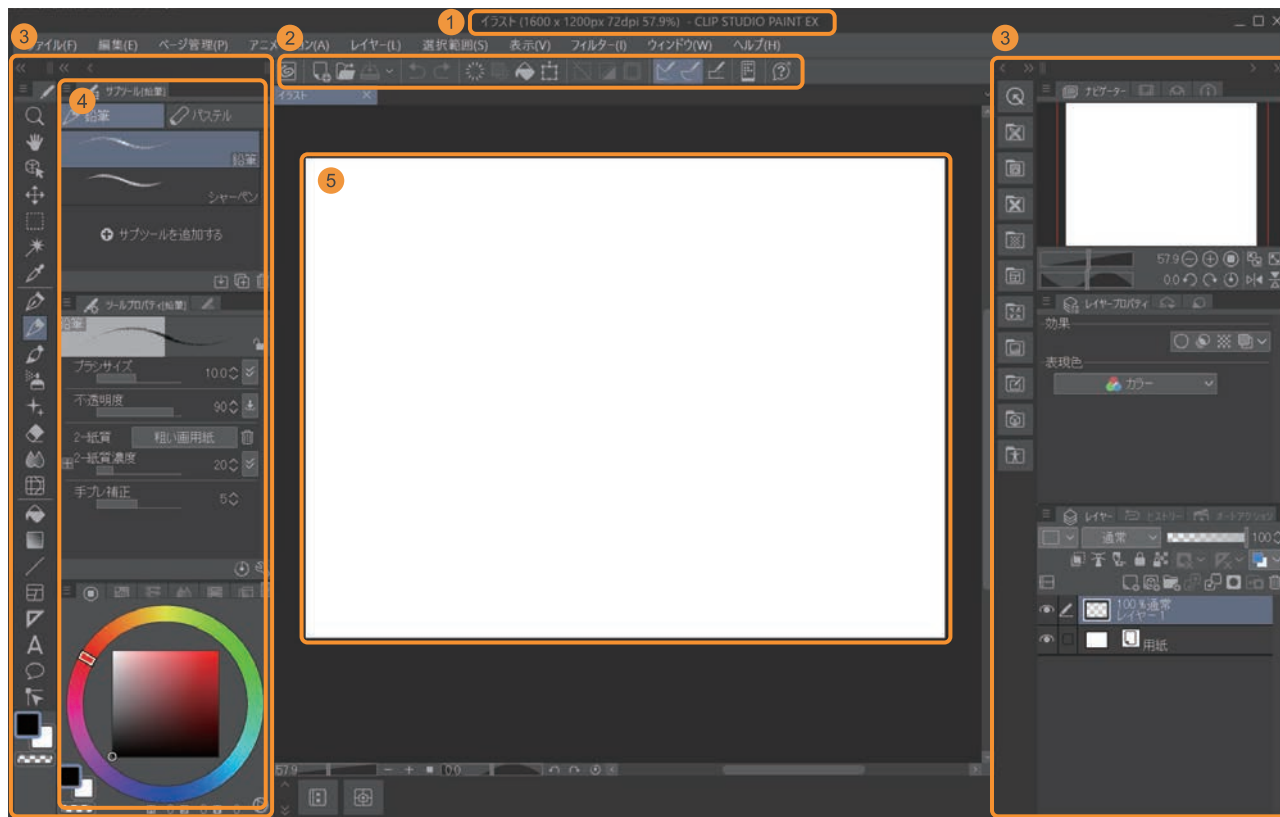 1
イラスト (1600 x 1200px 72dpi 57.9%) - CLIP STUDIO PAINT EX
3
ァイル(F) 編集(E) ページ管理(P) アニメ
2
ョン(A) レイヤー(L) 選択範囲(S) 表示(V) フィルター(I) ウィンドウ(W) ヘルプ(H)
3
4
サブツール[鉛筆]
鉛筆 パステル
鉛筆
シャーペン
サブツールを追加する
ツールプロパティ[鉛筆]
鉛筆
ブラシサイズ 10.0
不透明度 90
2-紙質 粗い画用紙
2-紙質濃度 20
手ブレ補正 5
イラスト
5
57.9 0.0
ナビゲーター
57.9
0.0
レイヤープロパティ
効果
表現色
カラー
レイヤー ヒストリー オートアクション
通常 100
100 %通常
レイヤー 1
用紙
A